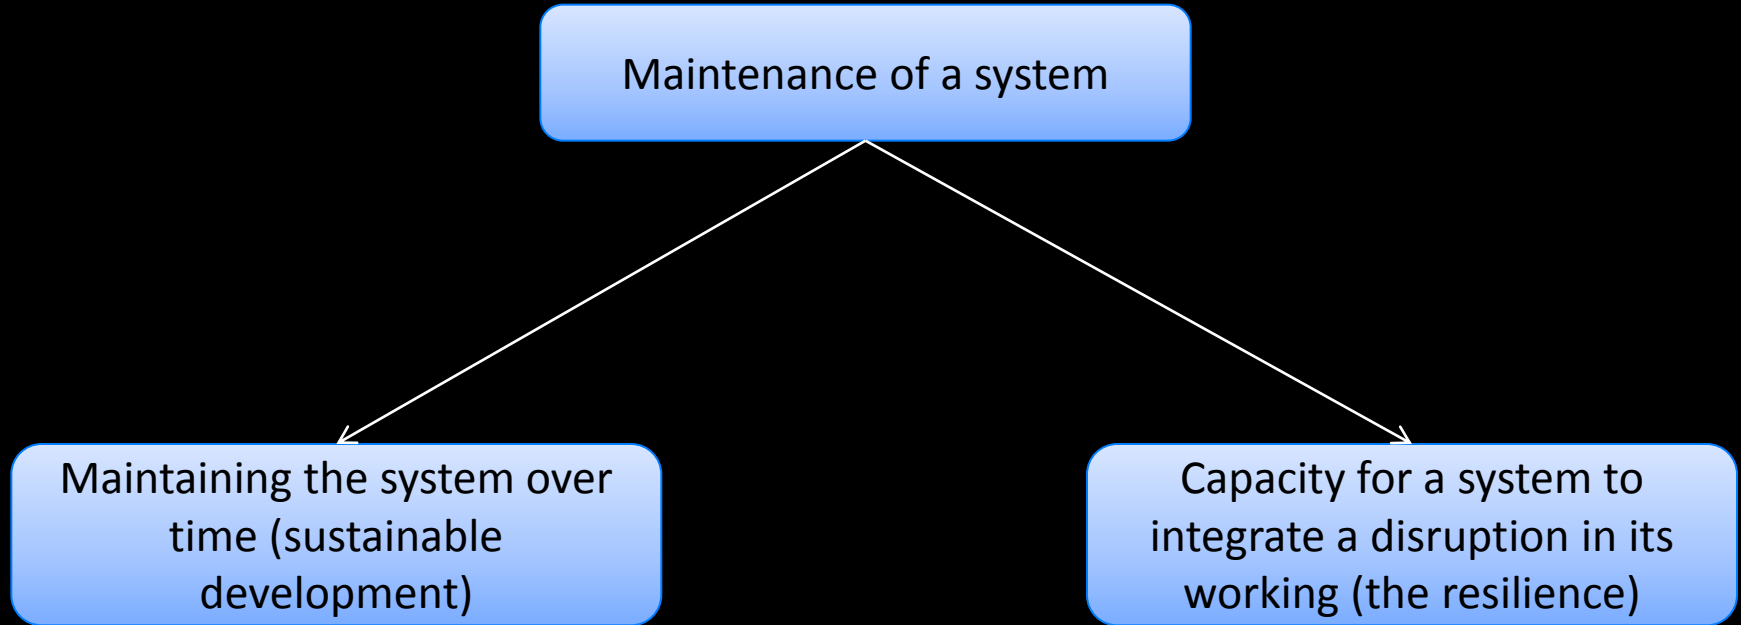 Maintenance of a system
Maintaining the system over
time (sustainable
development)
Capacity for a system to
integrate a disruption in its
working (the resilience)